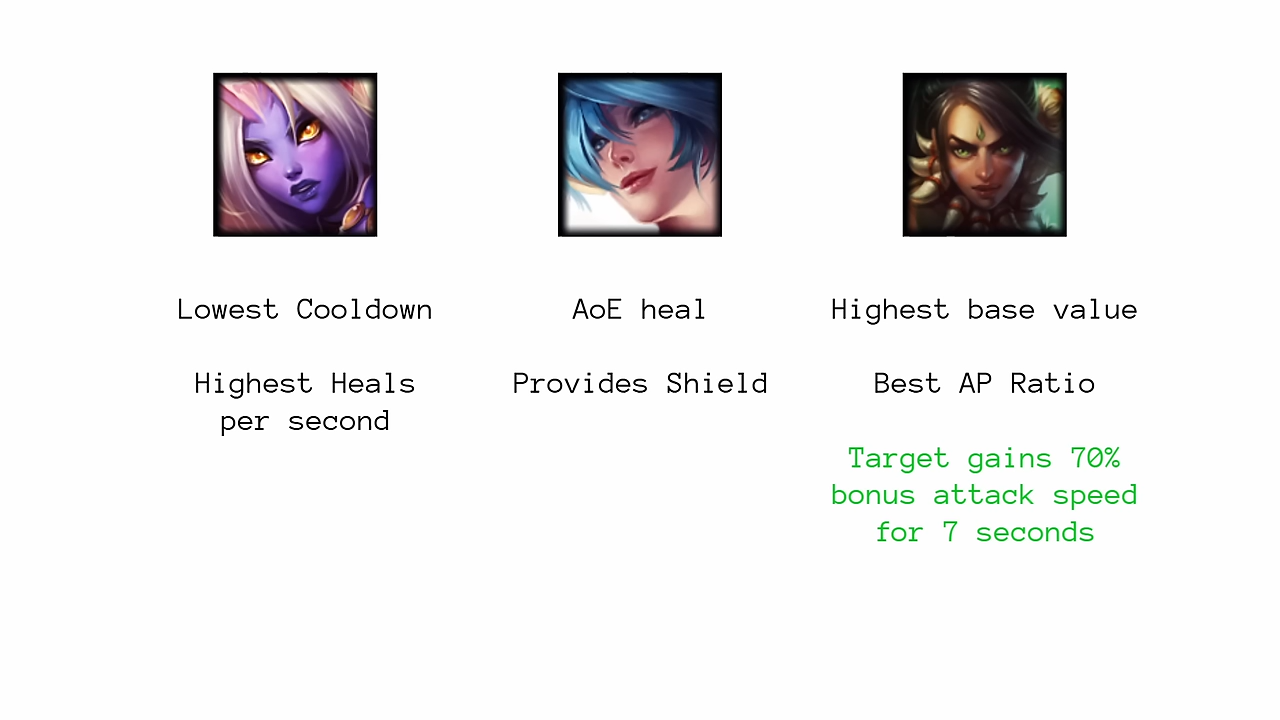 Lowest Cooldown
Highest Heals
per second
AoE heal
Provides Shield
Highest base value
Best AP Ratio
Target gains 70%
bonus attack speed
for 7 seconds